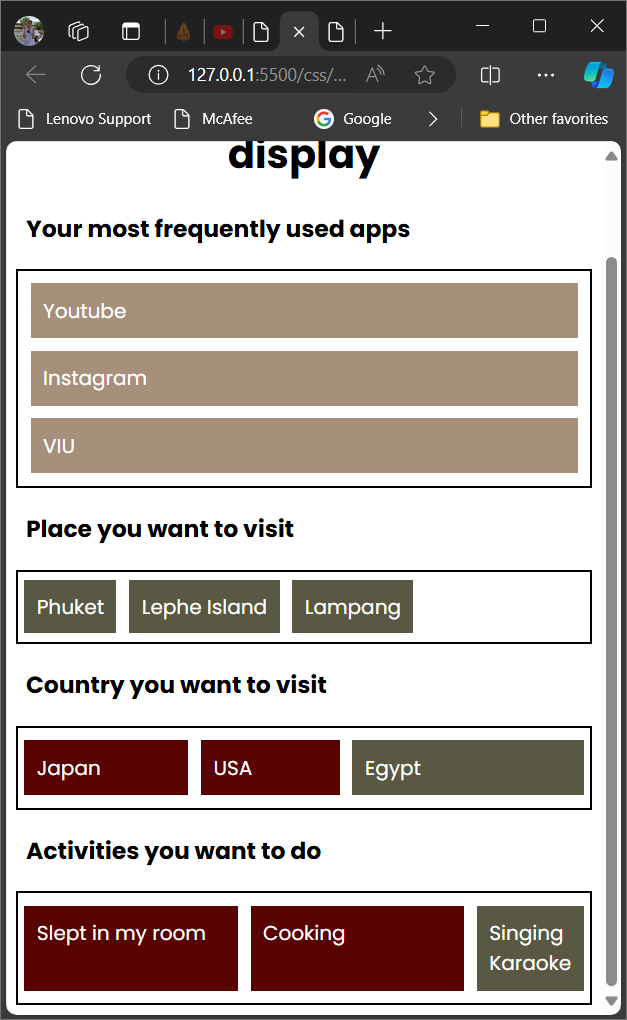 127.0.0.1:5500/css/...
Lenovo Support
McAfee
Google
Other favorites
display
Your most frequently used apps
Youtube
Instagram
VIU
Place you want to visit
Phuket
Lephe Island
Lampang
Country you want to visit
Japan
USA
Egypt
Activities you want to do
Slept in my room
Cooking
Singing
Karaoke